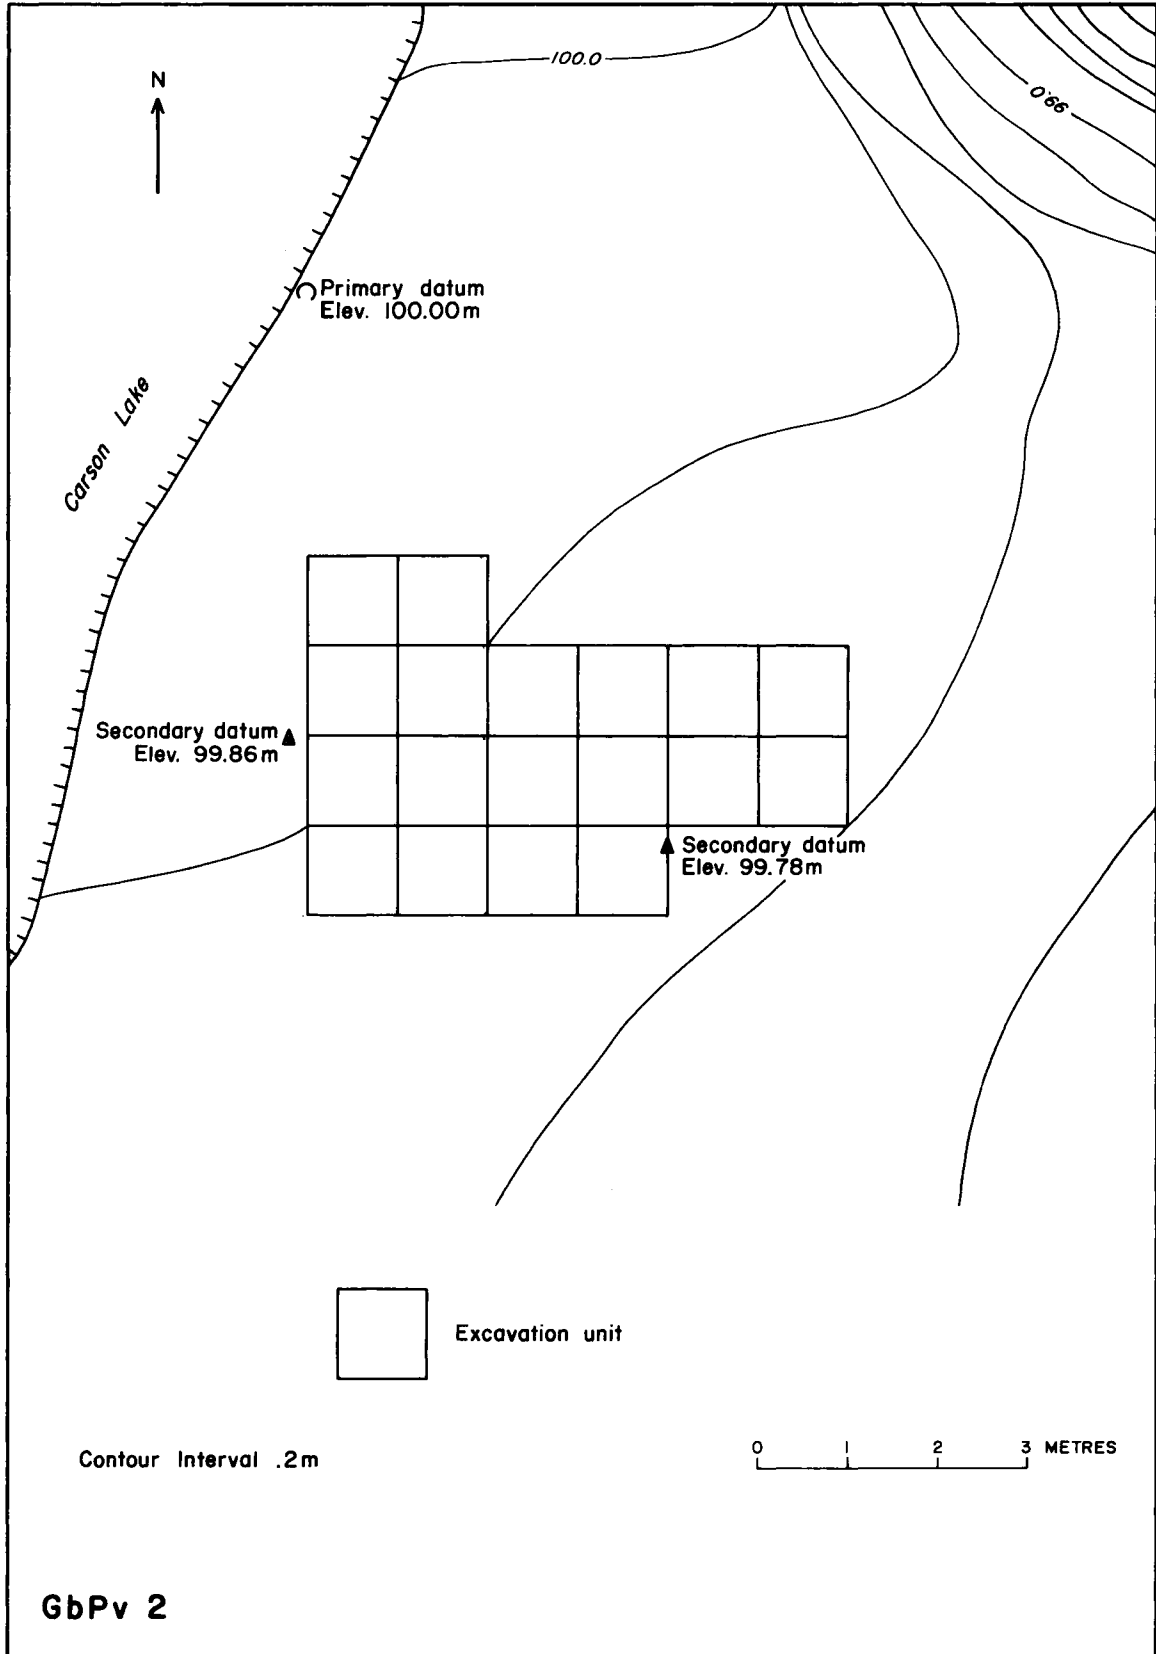 100.0
99.0
N
Primary datum
Elev. 100.00m
Carson Lake
Secondary datum
Elev. 99.86m
Secondary datum
Elev. 99.78m
Excavation unit
Contour Interval .2m
0 1 2 3 METRES
GbPv 2